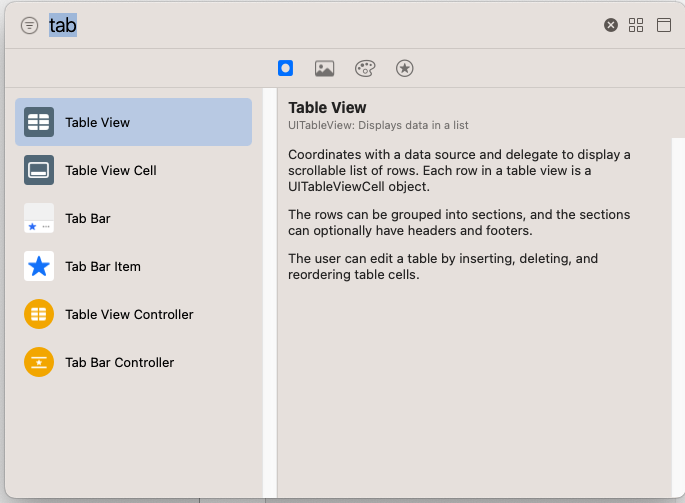 tab
Table View
Table View Cell
Tab Bar
Tab Bar Item
Table View Controller
Tab Bar Controller
Table View
UITableView: Displays data in a list
Coordinates with a data source and delegate to display a
scrollable list of rows. Each row in a table view is a
UITableViewCell object.
The rows can be grouped into sections, and the sections
can optionally have headers and footers.
The user can edit a table by inserting, deleting, and
reordering table cells.